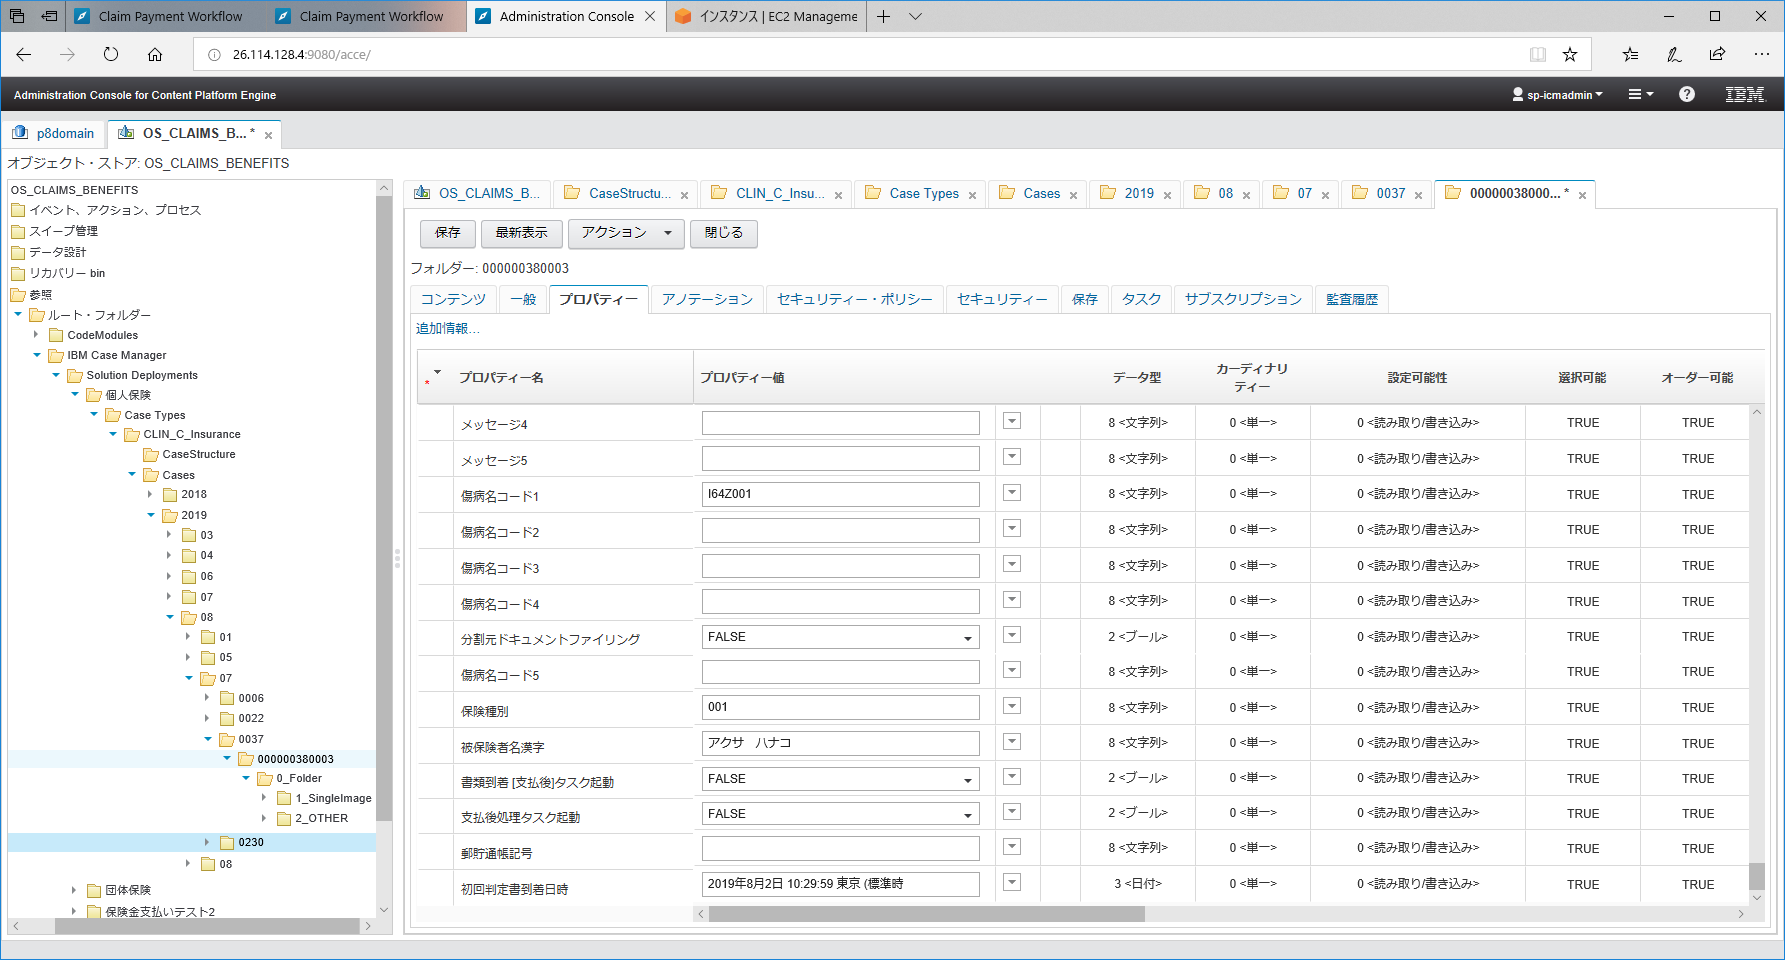 Claim Payment Workflow
Claim Payment Workflow
Administration Console
インスタンス | EC2 Manageme
26.114.128.4:9080/acce/
Administration Console for Content Platform Engine
sp-icmadmin
IBM
p8domain
OS_CLAIMS_B... *
オブジェクト・ストア: OS_CLAIMS_BENEFITS
OS_CLAIMS_BENEFITS
イベント、アクション、プロセス
スイープ管理
データ設計
リカバリー bin
参照
ルート・フォルダー
CodeModules
IBM Case Manager
Solution Deployments
個人保険
Case Types
CLIN_C_Insurance
CaseStructure
Cases
2018
2019
03
04
06
07
08
01
05
07
0006
0022
0037
000000380003
0_Folder
1_SingleImage
2_OTHER
0230
08
団体保険
保険金支払いテスト2
OS_CLAIMS_B...
CaseStructu...
CLIN_C_Insu...
Case Types
Cases
2019
08
07
0037
00000038000... *
保存
最新表示
アクション
閉じる
フォルダー: 000000380003
コンテンツ
一般
プロパティー
アノテーション
セキュリティー・ポリシー
セキュリティー
保存
タスク
サブスクリプション
監査履歴
追加情報...
* プロパティー名 プロパティー値 データ型 カーディナリティー 設定可能性 選択可能 オーダー可能
メッセージ4 8 <文字列> 0 <単一> 0 <読み取り/書き込み> TRUE TRUE
メッセージ5 8 <文字列> 0 <単一> 0 <読み取り/書き込み> TRUE TRUE
傷病名コード1 I64Z001 8 <文字列> 0 <単一> 0 <読み取り/書き込み> TRUE TRUE
傷病名コード2 8 <文字列> 0 <単一> 0 <読み取り/書き込み> TRUE TRUE
傷病名コード3 8 <文字列> 0 <単一> 0 <読み取り/書き込み> TRUE TRUE
傷病名コード4 8 <文字列> 0 <単一> 0 <読み取り/書き込み> TRUE TRUE
分割元ドキュメントファイリング FALSE 2 <ブール> 0 <単一> 0 <読み取り/書き込み> TRUE TRUE
傷病名コード5 8 <文字列> 0 <単一> 0 <読み取り/書き込み> TRUE TRUE
保険種別 001 8 <文字列> 0 <単一> 0 <読み取り/書き込み> TRUE TRUE
被保険者名漢字 アクサ　ハナコ 8 <文字列> 0 <単一> 0 <読み取り/書き込み> TRUE TRUE
書類到着 [支払後]タスク起動 FALSE 2 <ブール> 0 <単一> 0 <読み取り/書き込み> TRUE TRUE
支払後処理タスク起動 FALSE 2 <ブール> 0 <単一> 0 <読み取り/書き込み> TRUE TRUE
郵貯通帳記号 8 <文字列> 0 <単一> 0 <読み取り/書き込み> TRUE TRUE
初回判定書到着日時 2019年8月2日 10:29:59 東京 (標準時 3 <日付> 0 <単一> 0 <読み取り/書き込み> TRUE TRUE